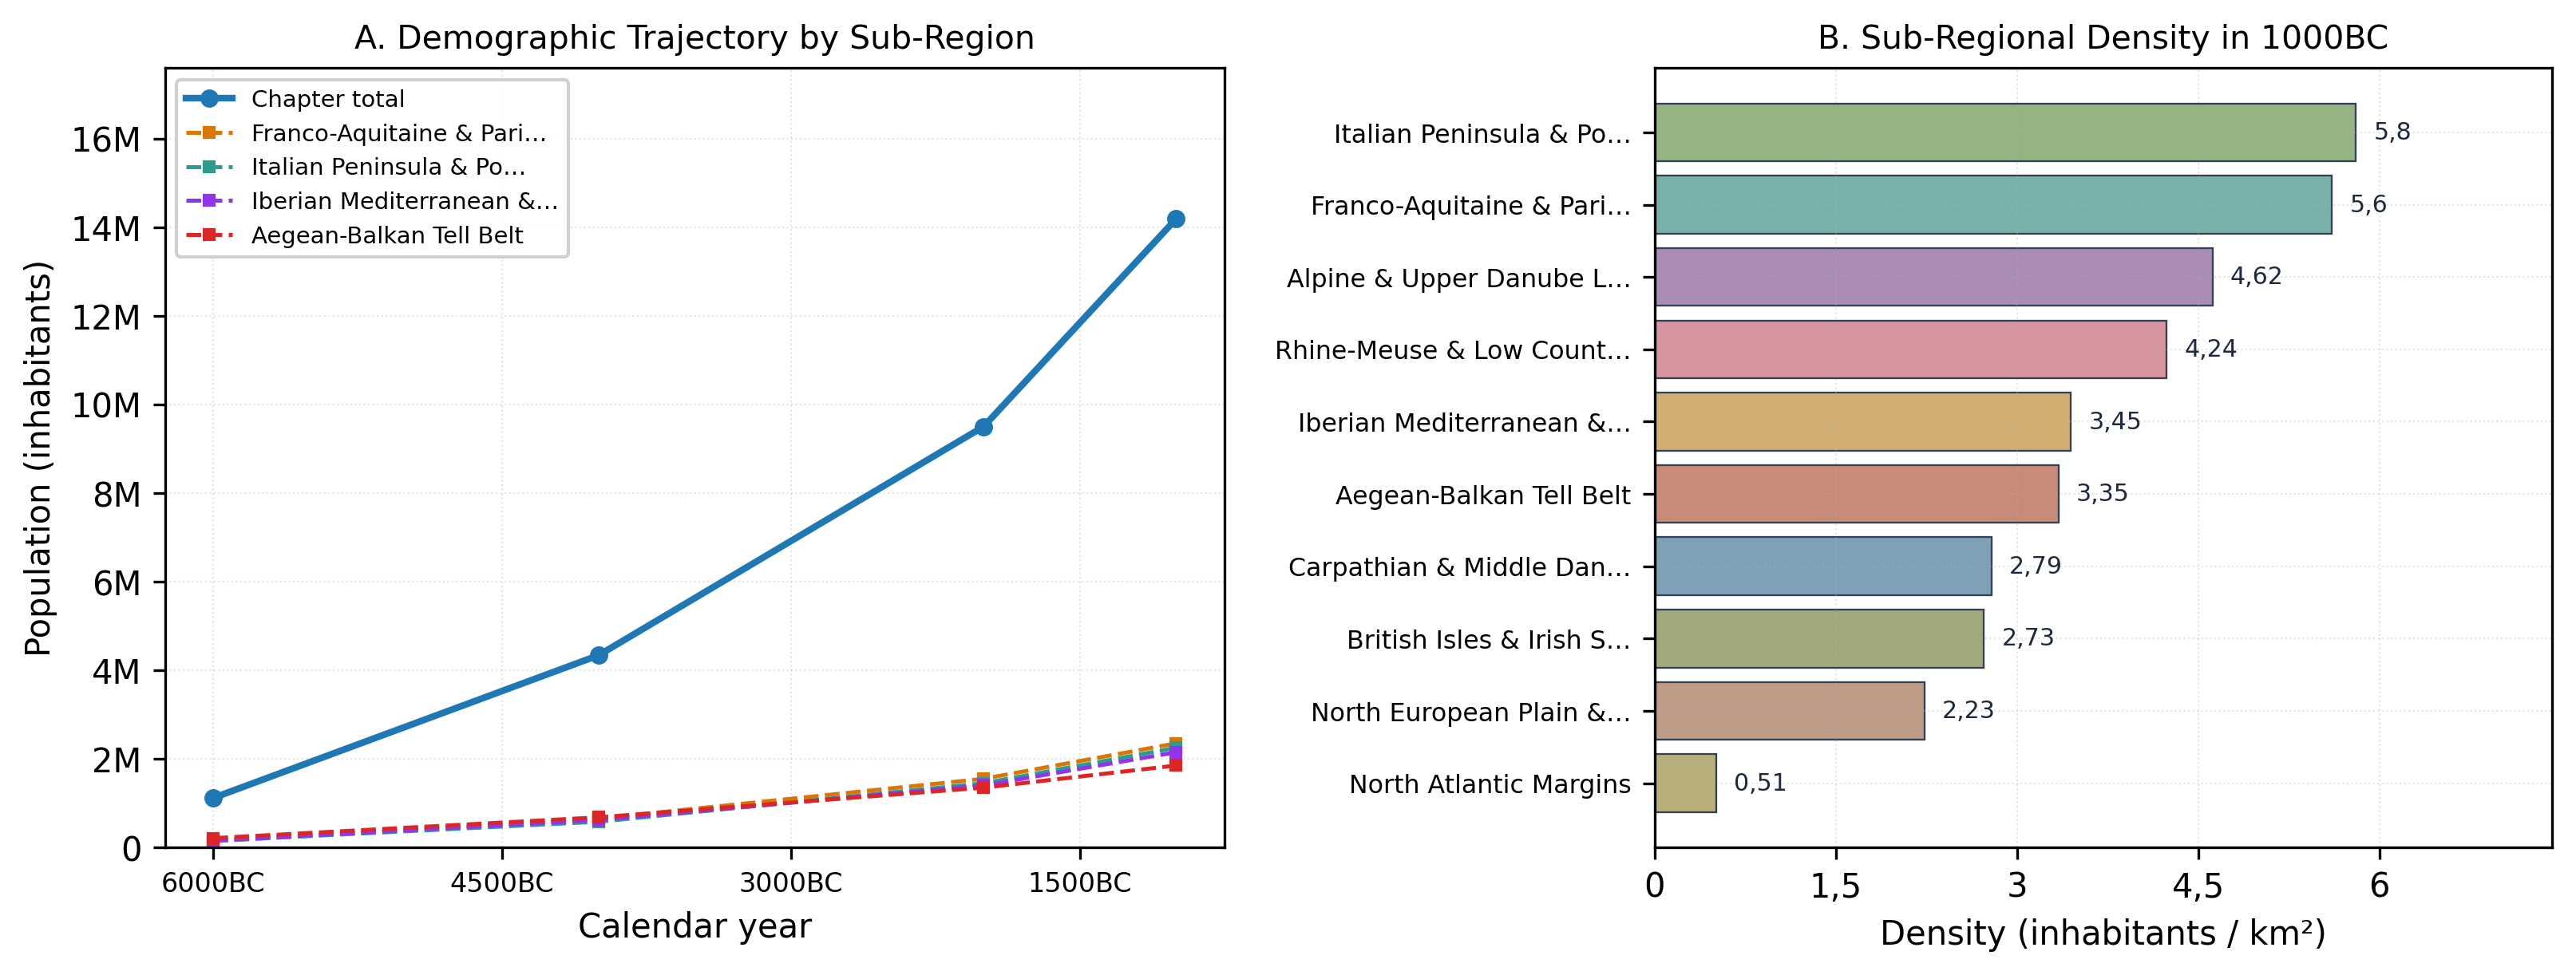 A. Demographic Trajectory by Sub-Region
Population (inhabitants)
16M
14M
12M
10M
8M
6M
4M
2M
0
Chapter total
Franco-Aquitaine & Pari...
Italian Peninsula & Po...
Iberian Mediterranean &...
Aegean-Balkan Tell Belt
6000BC
4500BC
3000BC
1500BC
Calendar year
B. Sub-Regional Density in 1000BC
Italian Peninsula & Po... 5,8
Franco-Aquitaine & Pari... 5,6
Alpine & Upper Danube L... 4,62
Rhine-Meuse & Low Count... 4,24
Iberian Mediterranean &... 3,45
Aegean-Balkan Tell Belt 3,35
Carpathian & Middle Dan... 2,79
British Isles & Irish S... 2,73
North European Plain &... 2,23
North Atlantic Margins 0,51
0
1,5
3
4,5
6
Density (inhabitants / km²)